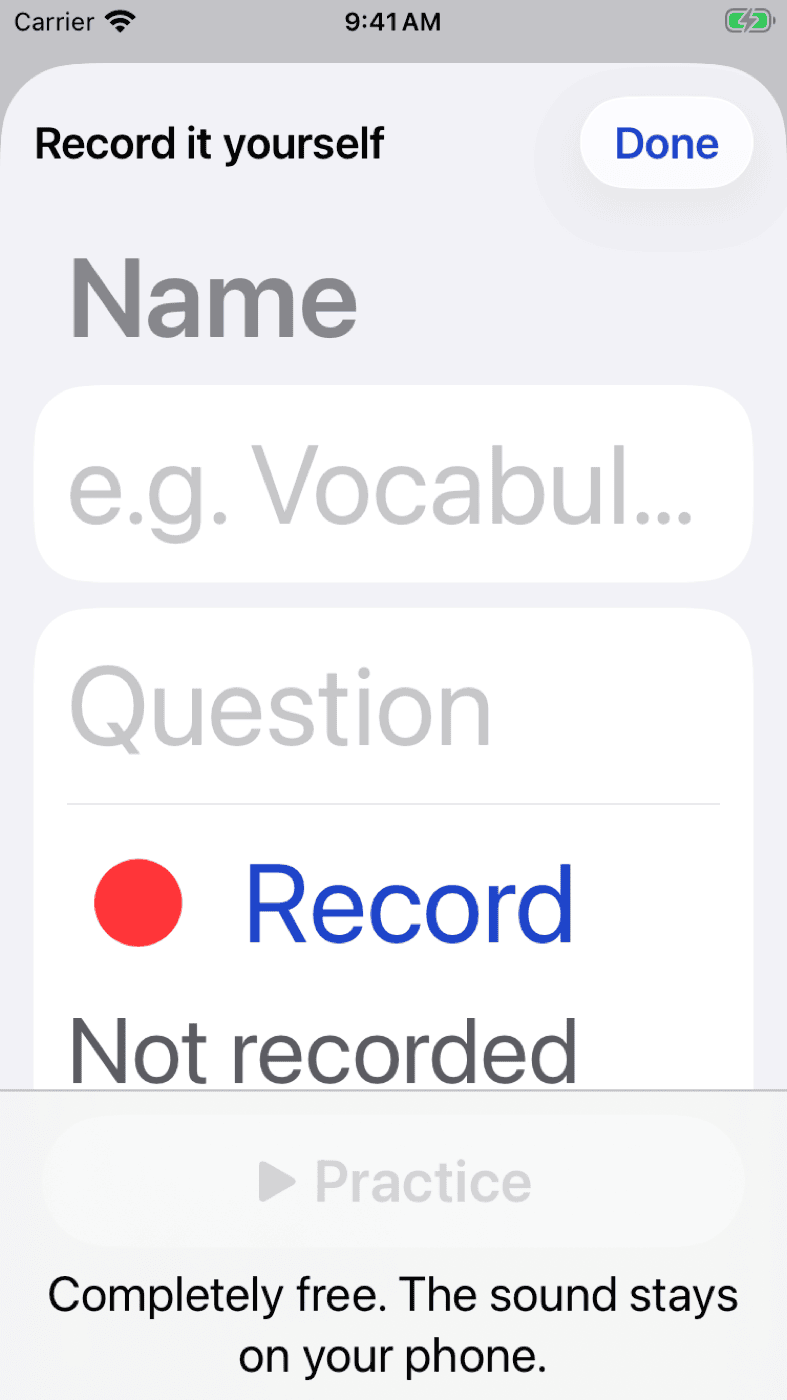 Carrier
9:41 AM
Record it yourself
Done
Name
e.g. Vocabul...
Question
Record
Not recorded
Practice
Completely free. The sound stays
on your phone.